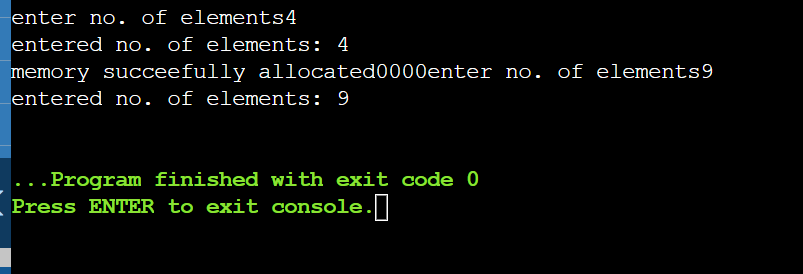 enter no. of elements4
entered no. of elements: 4
memory succeefully allocated0000enter no. of elements9
entered no. of elements: 9
...Program finished with exit code 0
Press ENTER to exit console.